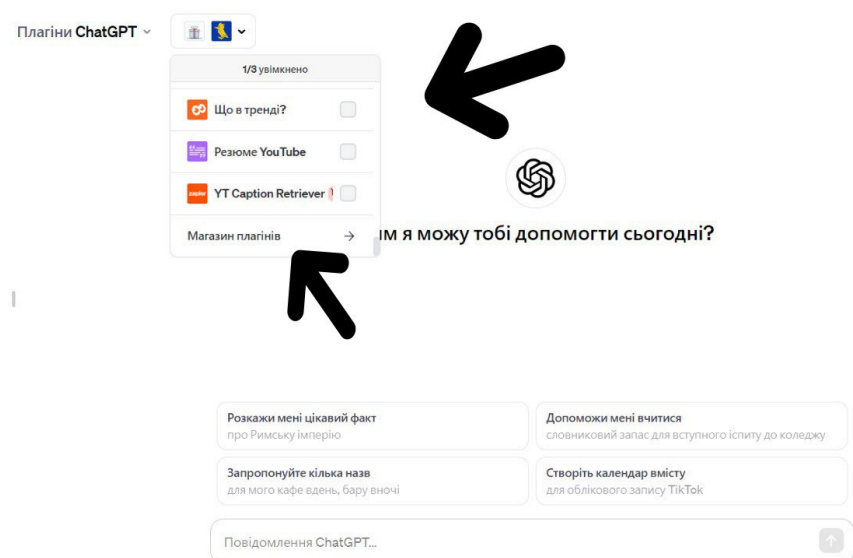 Плагіни ChatGPT
1/3 увімкнено
Що в тренді?
Резюме YouTube
zapier YT Caption Retriever
Магазин плагінів
им я можу тобі допомогти сьогодні?
Розкажи мені цікавий факт
про Римську імперію
Допоможи мені вчитися
словниковий запас для вступного іспиту до коледжу
Запропонуйте кілька назв
для мого кафе вдень, бару вночі
Створіть календар вмісту
для облікового запису TikTok
Повідомлення ChatGPT...